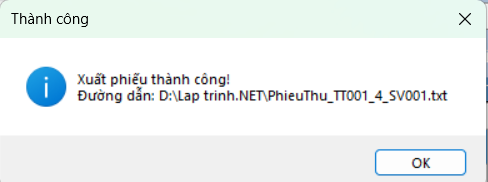 Thành công
Xuất phiếu thành công!
Đường dẫn: D:\Lap trinh.NET\PhieuThu_TT001_4_SV001.txt
OK